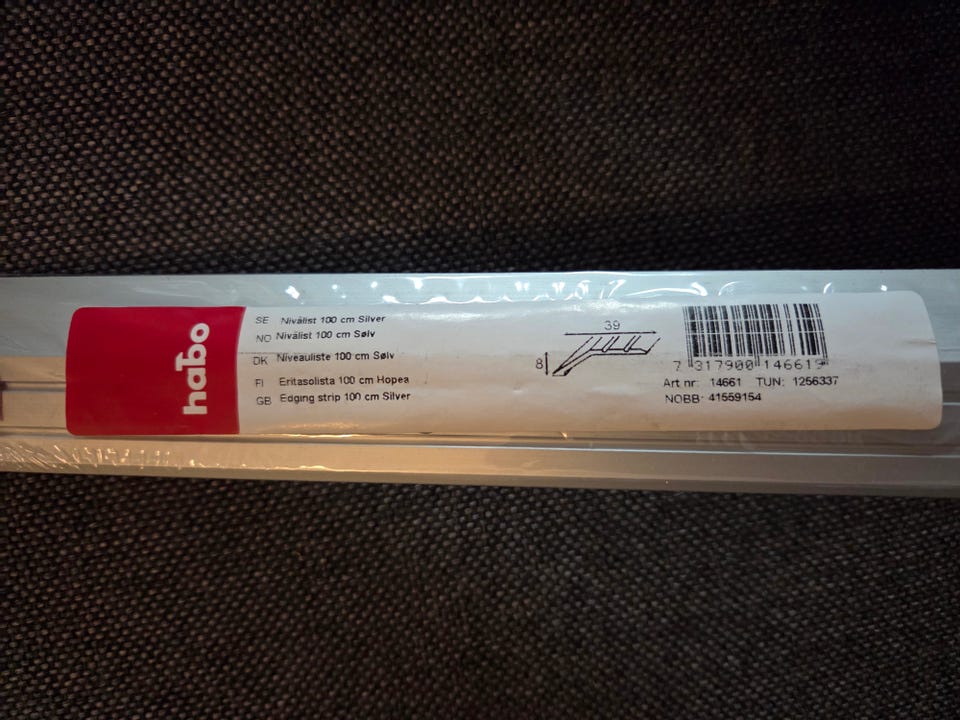 habo
SE Nivålist 100 cm Silver
NO Nivålist 100 cm Sølv
DK Niveauliste 100 cm Sølv
FI Eritasolista 100 cm Hopea
GB Edging strip 100 cm Silver
39
8
7 317900 146619
Art nr: 14661 TUN: 1256337
NOBB: 41559154